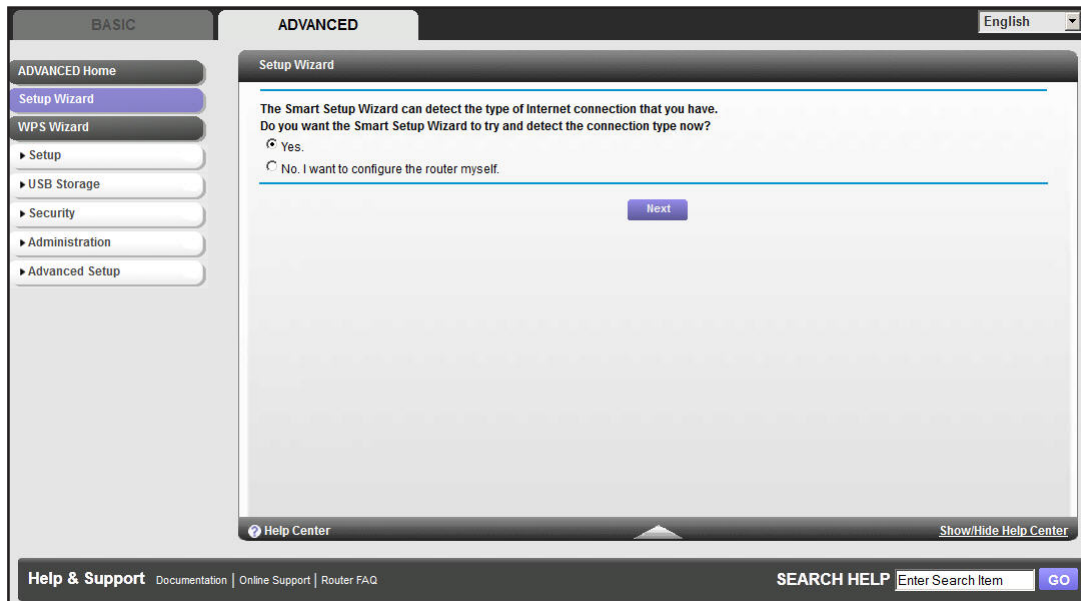 BASIC
ADVANCED
English
ADVANCED Home
Setup Wizard
WPS Wizard
Setup
USB Storage
Security
Administration
Advanced Setup
Setup Wizard
The Smart Setup Wizard can detect the type of Internet connection that you have.
Do you want the Smart Setup Wizard to try and detect the connection type now?
Yes.
No. I want to configure the router myself.
Next
Help Center
Show/Hide Help Center
Help & Support Documentation | Online Support | Router FAQ
SEARCH HELP Enter Search Item GO